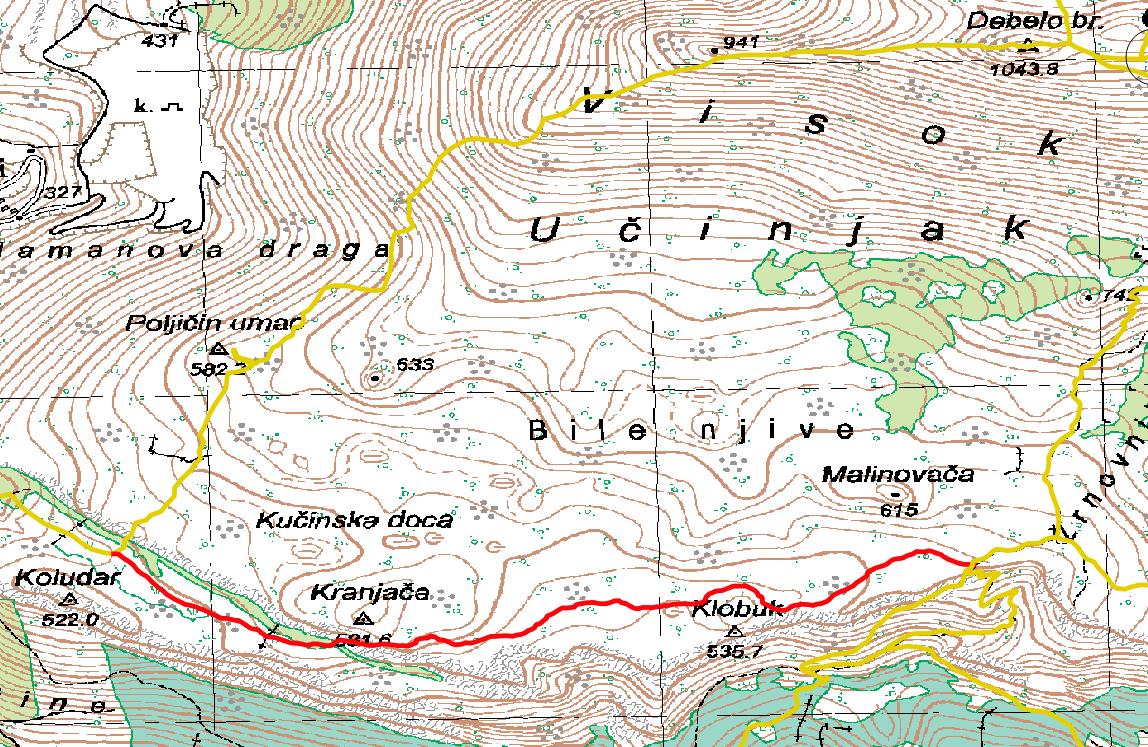 Debelo br.
431
941
1043.8
k.
V i s o k
327
U č i n j a k
amanova draga
Poljičin umac
582.2
633
Bile njive
Malinovača
615
Kučinska doca
Koludar
522.0
Kranjača
Klobuk
535.7
ine